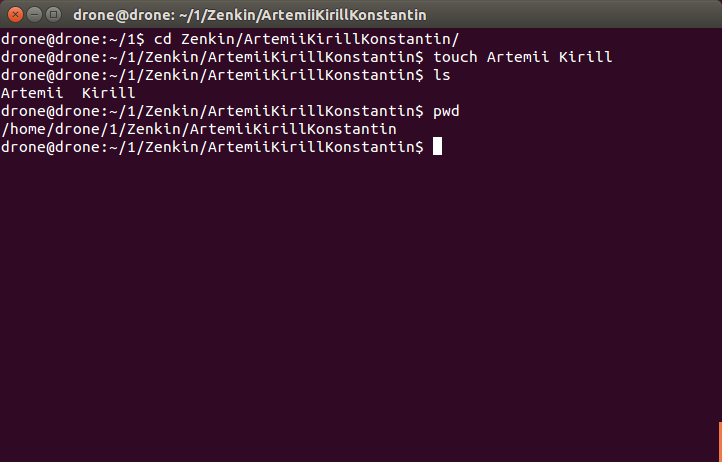 drone@drone: ~/1/Zenkin/ArtemiiKirillKonstantin
drone@drone:~/1$ cd Zenkin/ArtemiiKirillKonstantin/
drone@drone:~/1/Zenkin/ArtemiiKirillKonstantin$ touch Artemii Kirill
drone@drone:~/1/Zenkin/ArtemiiKirillKonstantin$ ls
Artemii  Kirill
drone@drone:~/1/Zenkin/ArtemiiKirillKonstantin$ pwd
/home/drone/1/Zenkin/ArtemiiKirillKonstantin
drone@drone:~/1/Zenkin/ArtemiiKirillKonstantin$